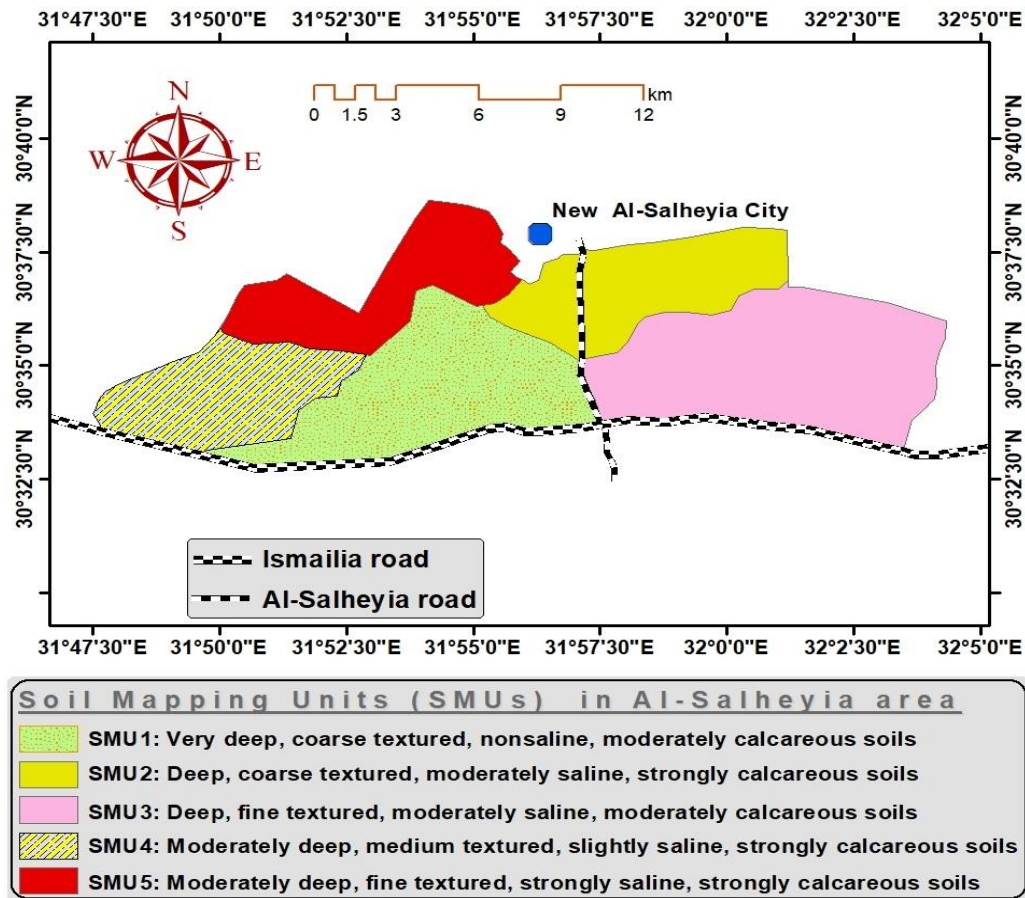 31°47'30"E 31°50'0"E 31°52'30"E 31°55'0"E 31°57'30"E 32°0'0"E 32°2'30"E 32°5'0"E
N
W E
S
km
0 1.5 3 6 9 12
30°40'0"N 30°40'0"N
New Al-Salheyia City
30°37'30"N 30°37'30"N
30°35'0"N 30°35'0"N
30°32'30"N 30°32'30"N
Ismailia road
Al-Salheyia road
31°47'30"E 31°50'0"E 31°52'30"E 31°55'0"E 31°57'30"E 32°0'0"E 32°2'30"E 32°5'0"E
Soil Mapping Units (SMUs) in Al-Salheyia area
SMU1: Very deep, coarse textured, nonsaline, moderately calcareous soils
SMU2: Deep, coarse textured, moderately saline, strongly calcareous soils
SMU3: Deep, fine textured, moderately saline, moderately calcareous soils
SMU4: Moderately deep, medium textured, slightly saline, strongly calcareous soils
SMU5: Moderately deep, fine textured, strongly saline, strongly calcareous soils